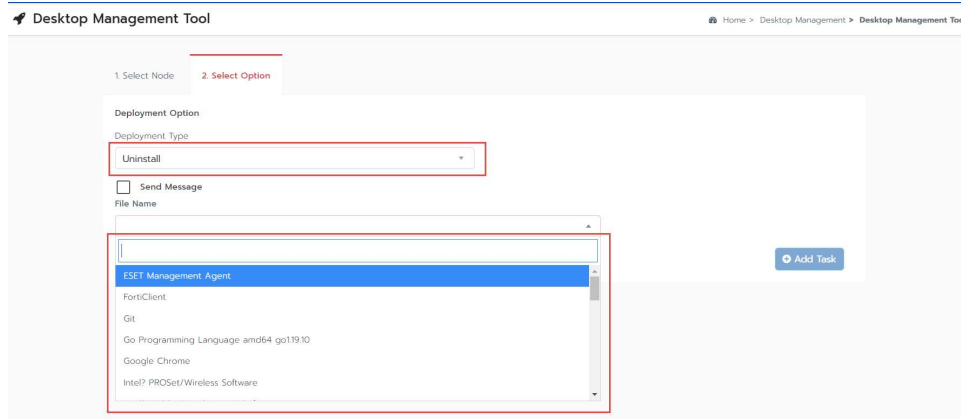 Desktop Management Tool
Home > Desktop Management > Desktop Management
1. Select Node
2. Select Option
Deployment Option
Deployment Type
Uninstall
Send Message
File Name
ESET Management Agent
FortiClient
Git
Go Programming Language amd64 go1.19.10
Google Chrome
Intel? PROSet/Wireless Software
Add Task